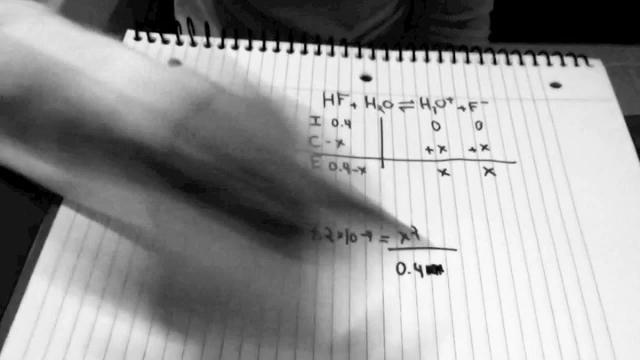 HF + H₂O ⇌ H₃O⁺ + F⁻
I 0.4 0 0
C -x +x +x
E 0.4-x x x
= x²
0.4